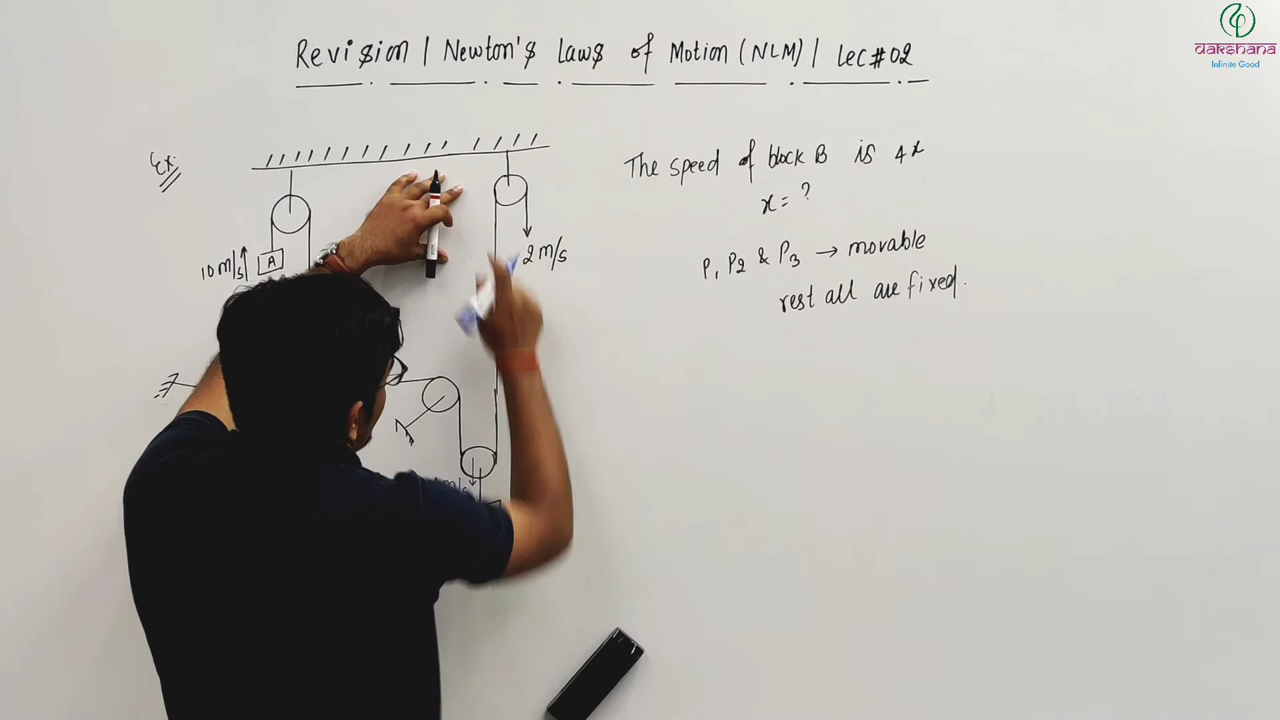 Revision | Newton's Laws of Motion (NLM) | Lec#02
Ex.
The speed of block B is 4x
x = ?
P1 P2 & P3 → movable
rest all are fixed.
10 m/s
A
2 m/s
dakshana
Infinite Good